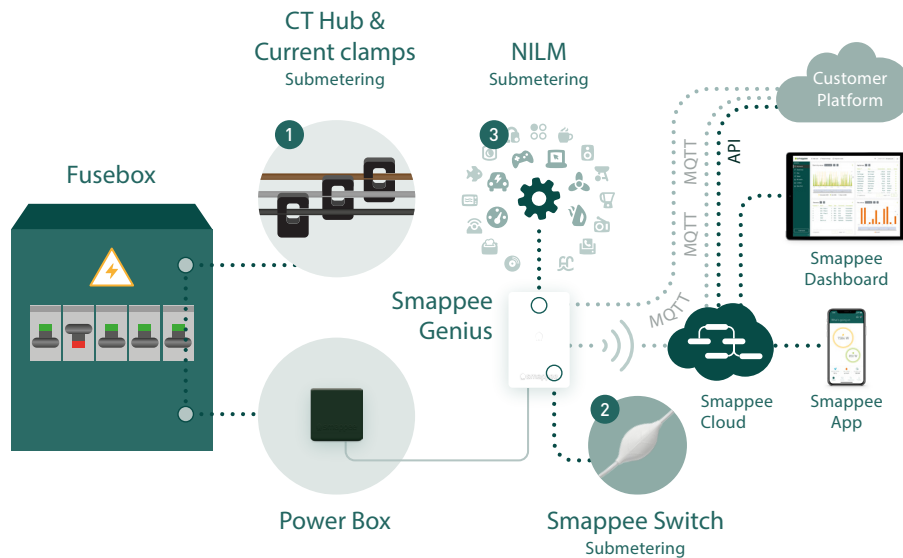 CT Hub &
Current clamps
Submetering
NILM
Submetering
Customer
Platform
1
3
API
MQTT
MQTT
MQTT
Fusebox
Smappee
Dashboard
Smappee
Genius
Smappee
Cloud
Smappee
App
2
Power Box
Smappee Switch
Submetering